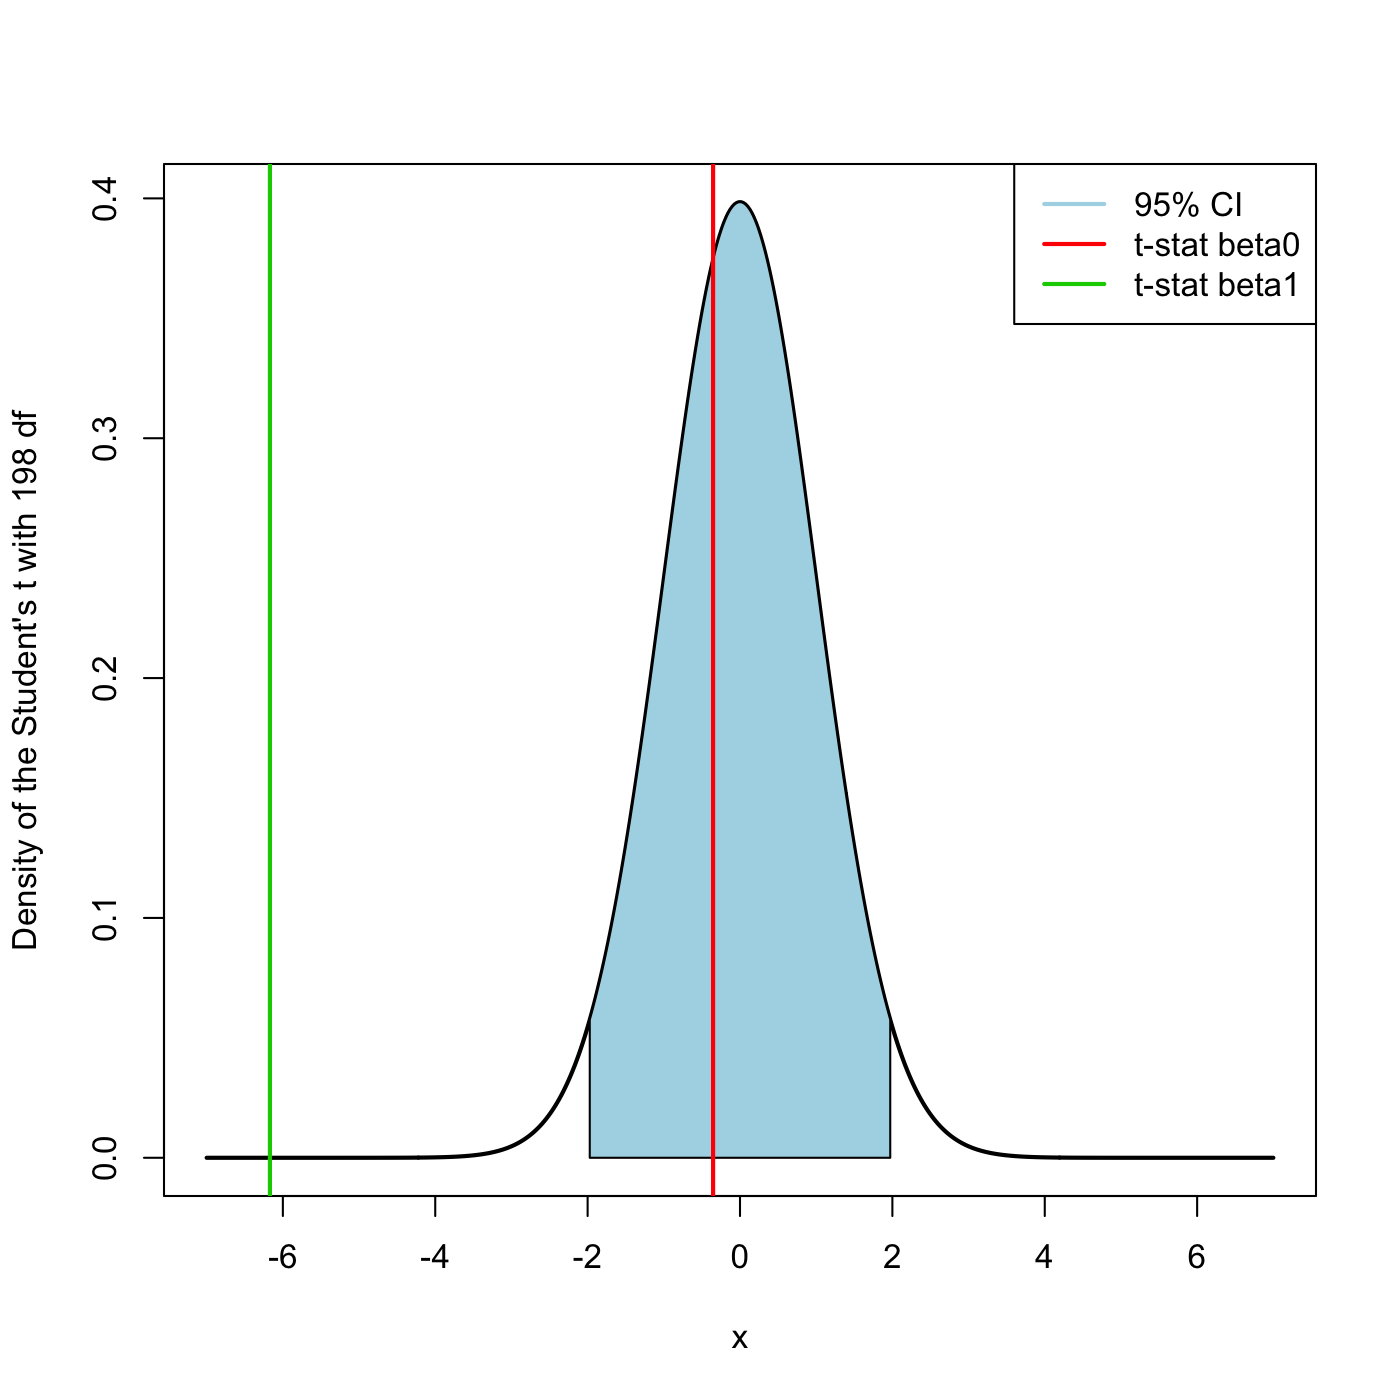 95% CI
t-stat beta0
t-stat beta1
Density of the Student's t with 198 df
0.4
0.3
0.2
0.1
0.0
-6 -4 -2 0 2 4 6
x